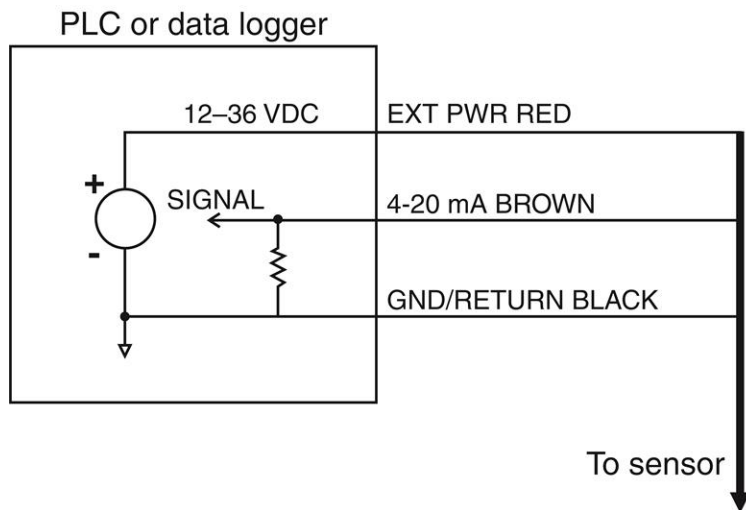 PLC or data logger
12–36 VDC
EXT PWR RED
+
SIGNAL
4-20 mA BROWN
-
GND/RETURN BLACK
To sensor